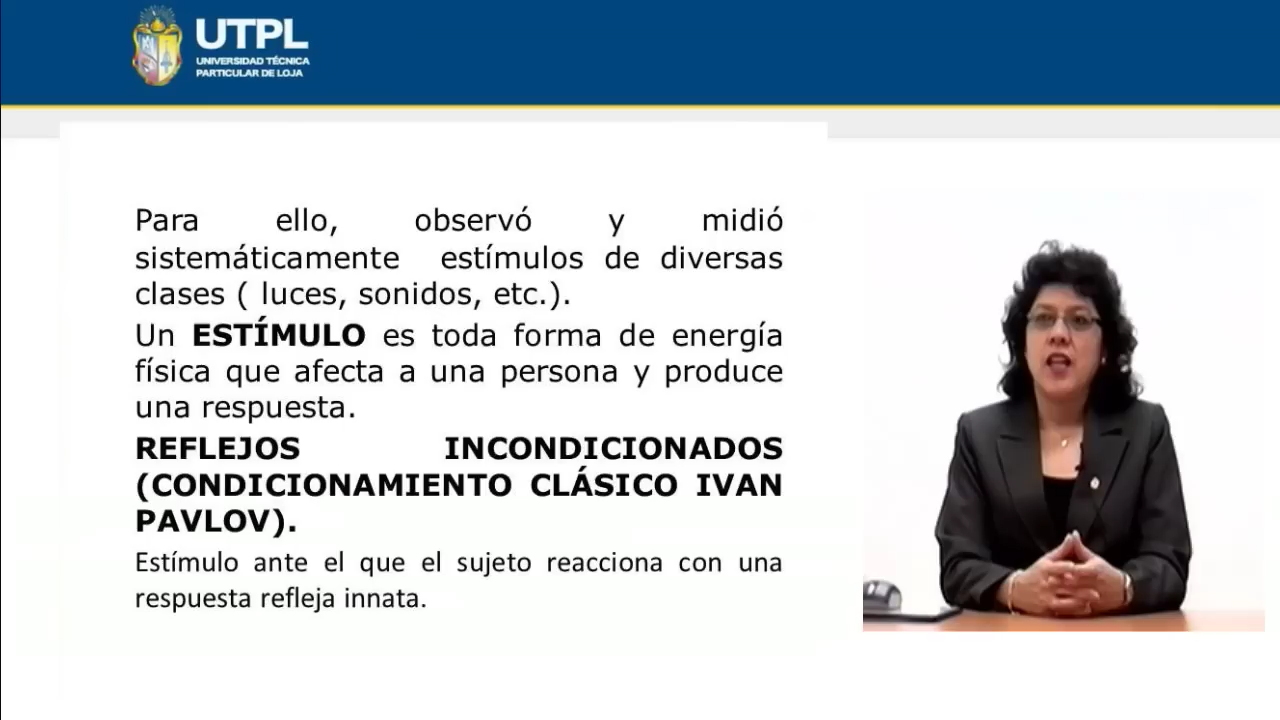 UTPL
UNIVERSIDAD TÉCNICA
PARTICULAR DE LOJA
Para ello, observó y midió
sistemáticamente estímulos de diversas
clases ( luces, sonidos, etc.).
Un ESTÍMULO es toda forma de energía
física que afecta a una persona y produce
una respuesta.
REFLEJOS INCONDICIONADOS
(CONDICIONAMIENTO CLÁSICO IVAN
PAVLOV).
Estímulo ante el que el sujeto reacciona con una
respuesta refleja innata.